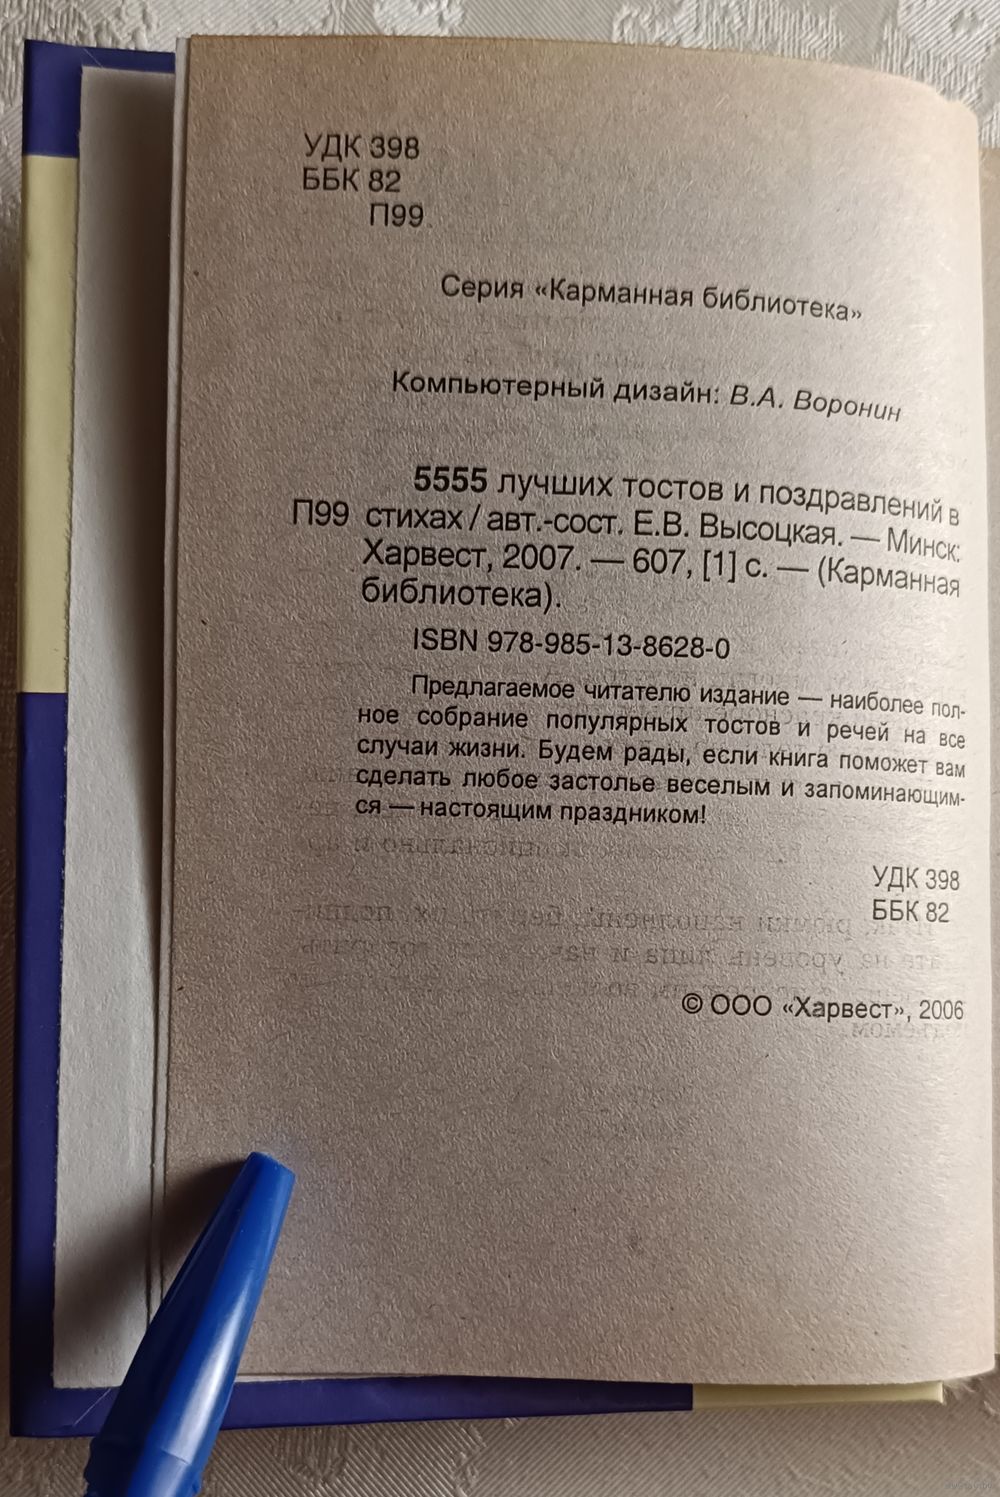 УДК 398
ББК 82
П99
Серия «Карманная библиотека»
Компьютерный дизайн: В.А. Воронин
5555 лучших тостов и поздравлений в
П99 стихах / авт.-сост. Е.В. Высоцкая. — Минск:
Харвест, 2007. — 607, [1] с. — (Карманная
библиотека).
ISBN 978-985-13-8628-0
Предлагаемое читателю издание — наиболее пол-
ное собрание популярных тостов и речей на все
случаи жизни. Будем рады, если книга поможет вам
сделать любое застолье веселым и запоминающим-
ся — настоящим праздником!
УДК 398
ББК 82
© ООО «Харвест», 2006